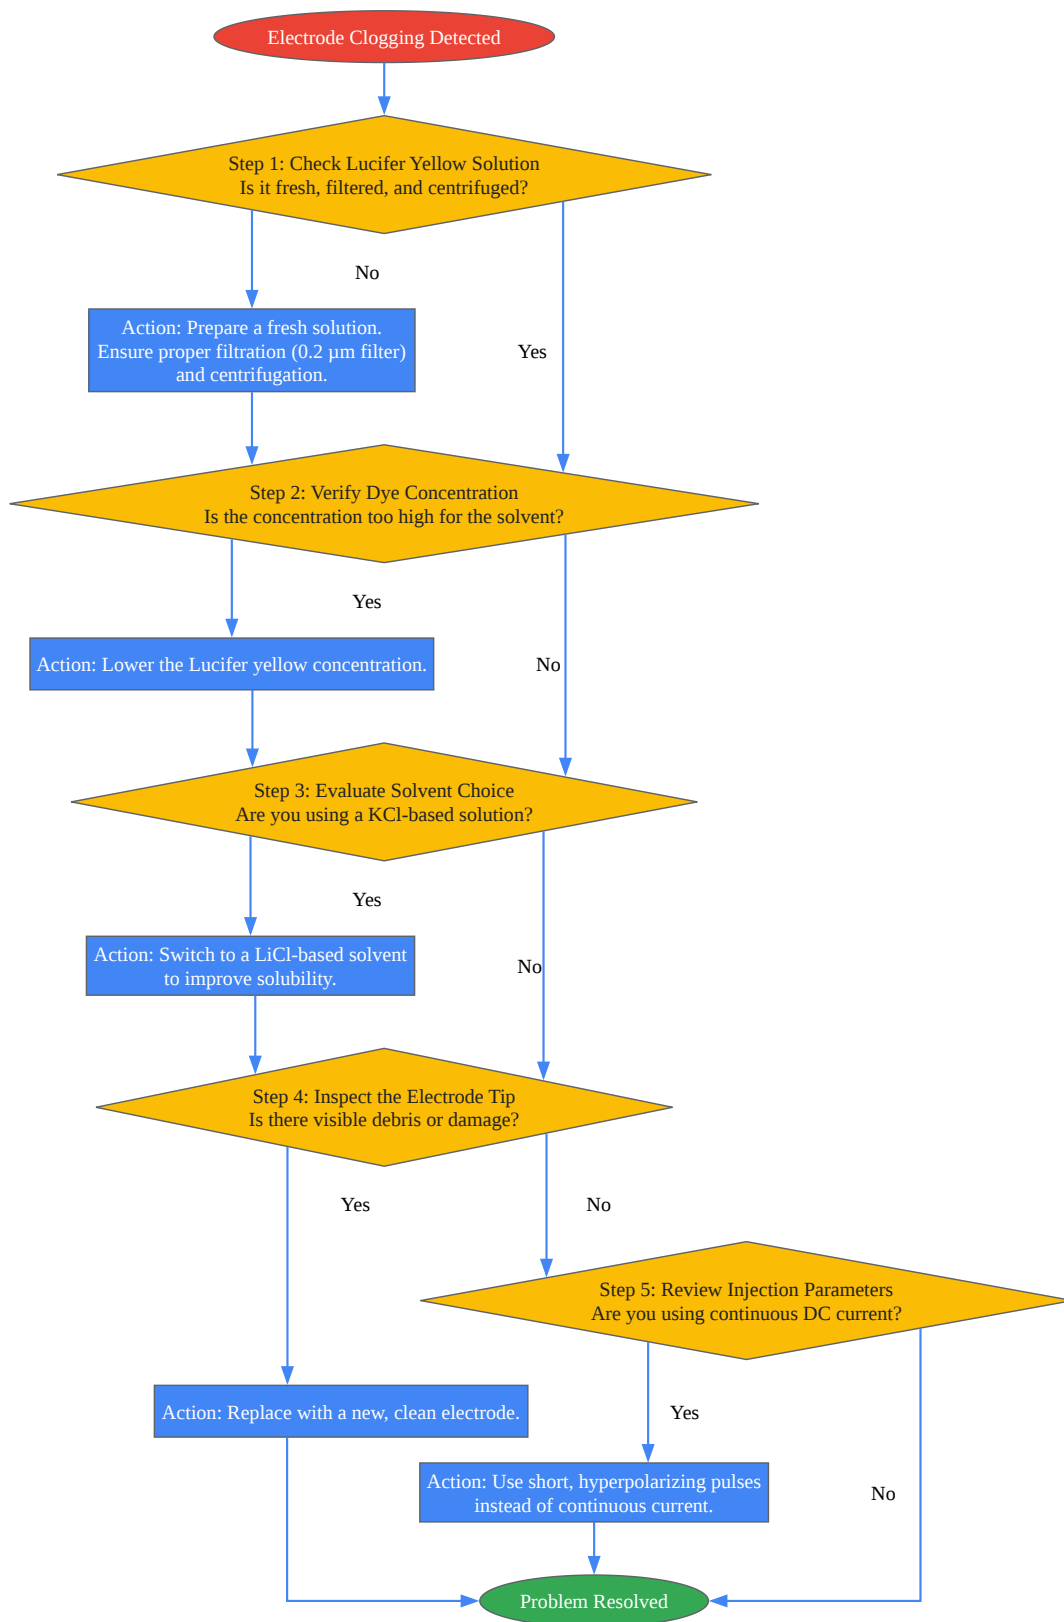 Electrode Clogging Detected
Step 1: Check Lucifer Yellow Solution
Is it fresh, filtered, and centrifuged?
No
Action: Prepare a fresh solution.
Ensure proper filtration (0.2 µm filter)
and centrifugation.
Yes
Step 2: Verify Dye Concentration
Is the concentration too high for the solvent?
Yes
Action: Lower the Lucifer yellow concentration.
No
Step 3: Evaluate Solvent Choice
Are you using a KCl-based solution?
Yes
Action: Switch to a LiCl-based solvent
to improve solubility.
No
Step 4: Inspect the Electrode Tip
Is there visible debris or damage?
Yes
No
Step 5: Review Injection Parameters
Are you using continuous DC current?
Action: Replace with a new, clean electrode.
Yes
Action: Use short, hyperpolarizing pulses
instead of continuous current.
No
Problem Resolved